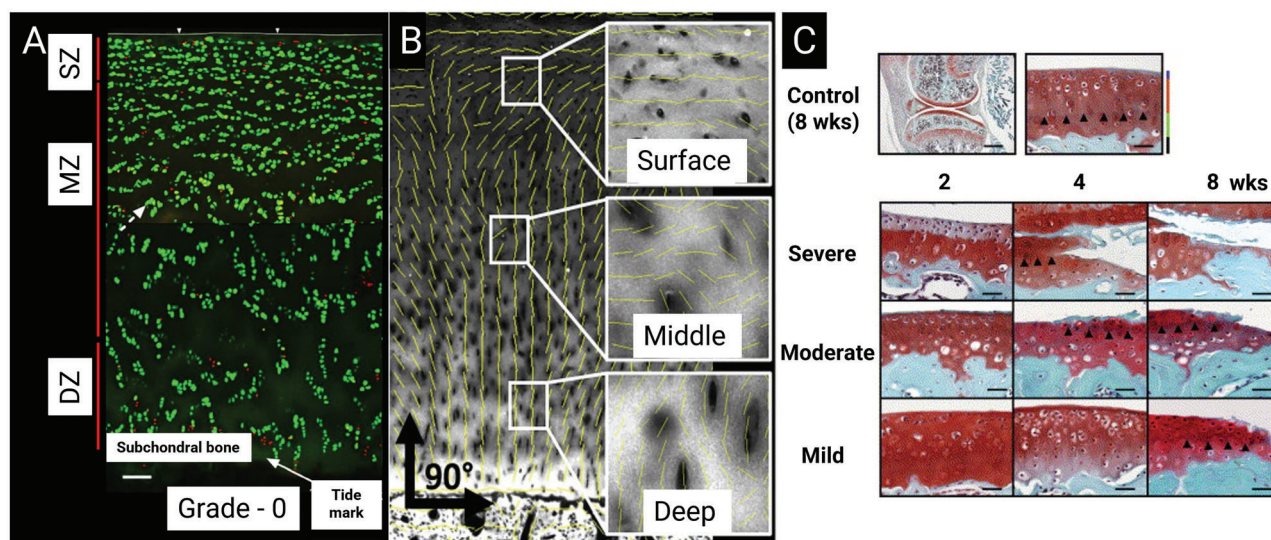 A
SZ
MZ
DZ
Subchondral bone
Tide
mark
Grade - 0
B
Surface
Middle
Deep
90°
C
Control
(8 wks)
2 4 8 wks
Severe
Moderate
Mild